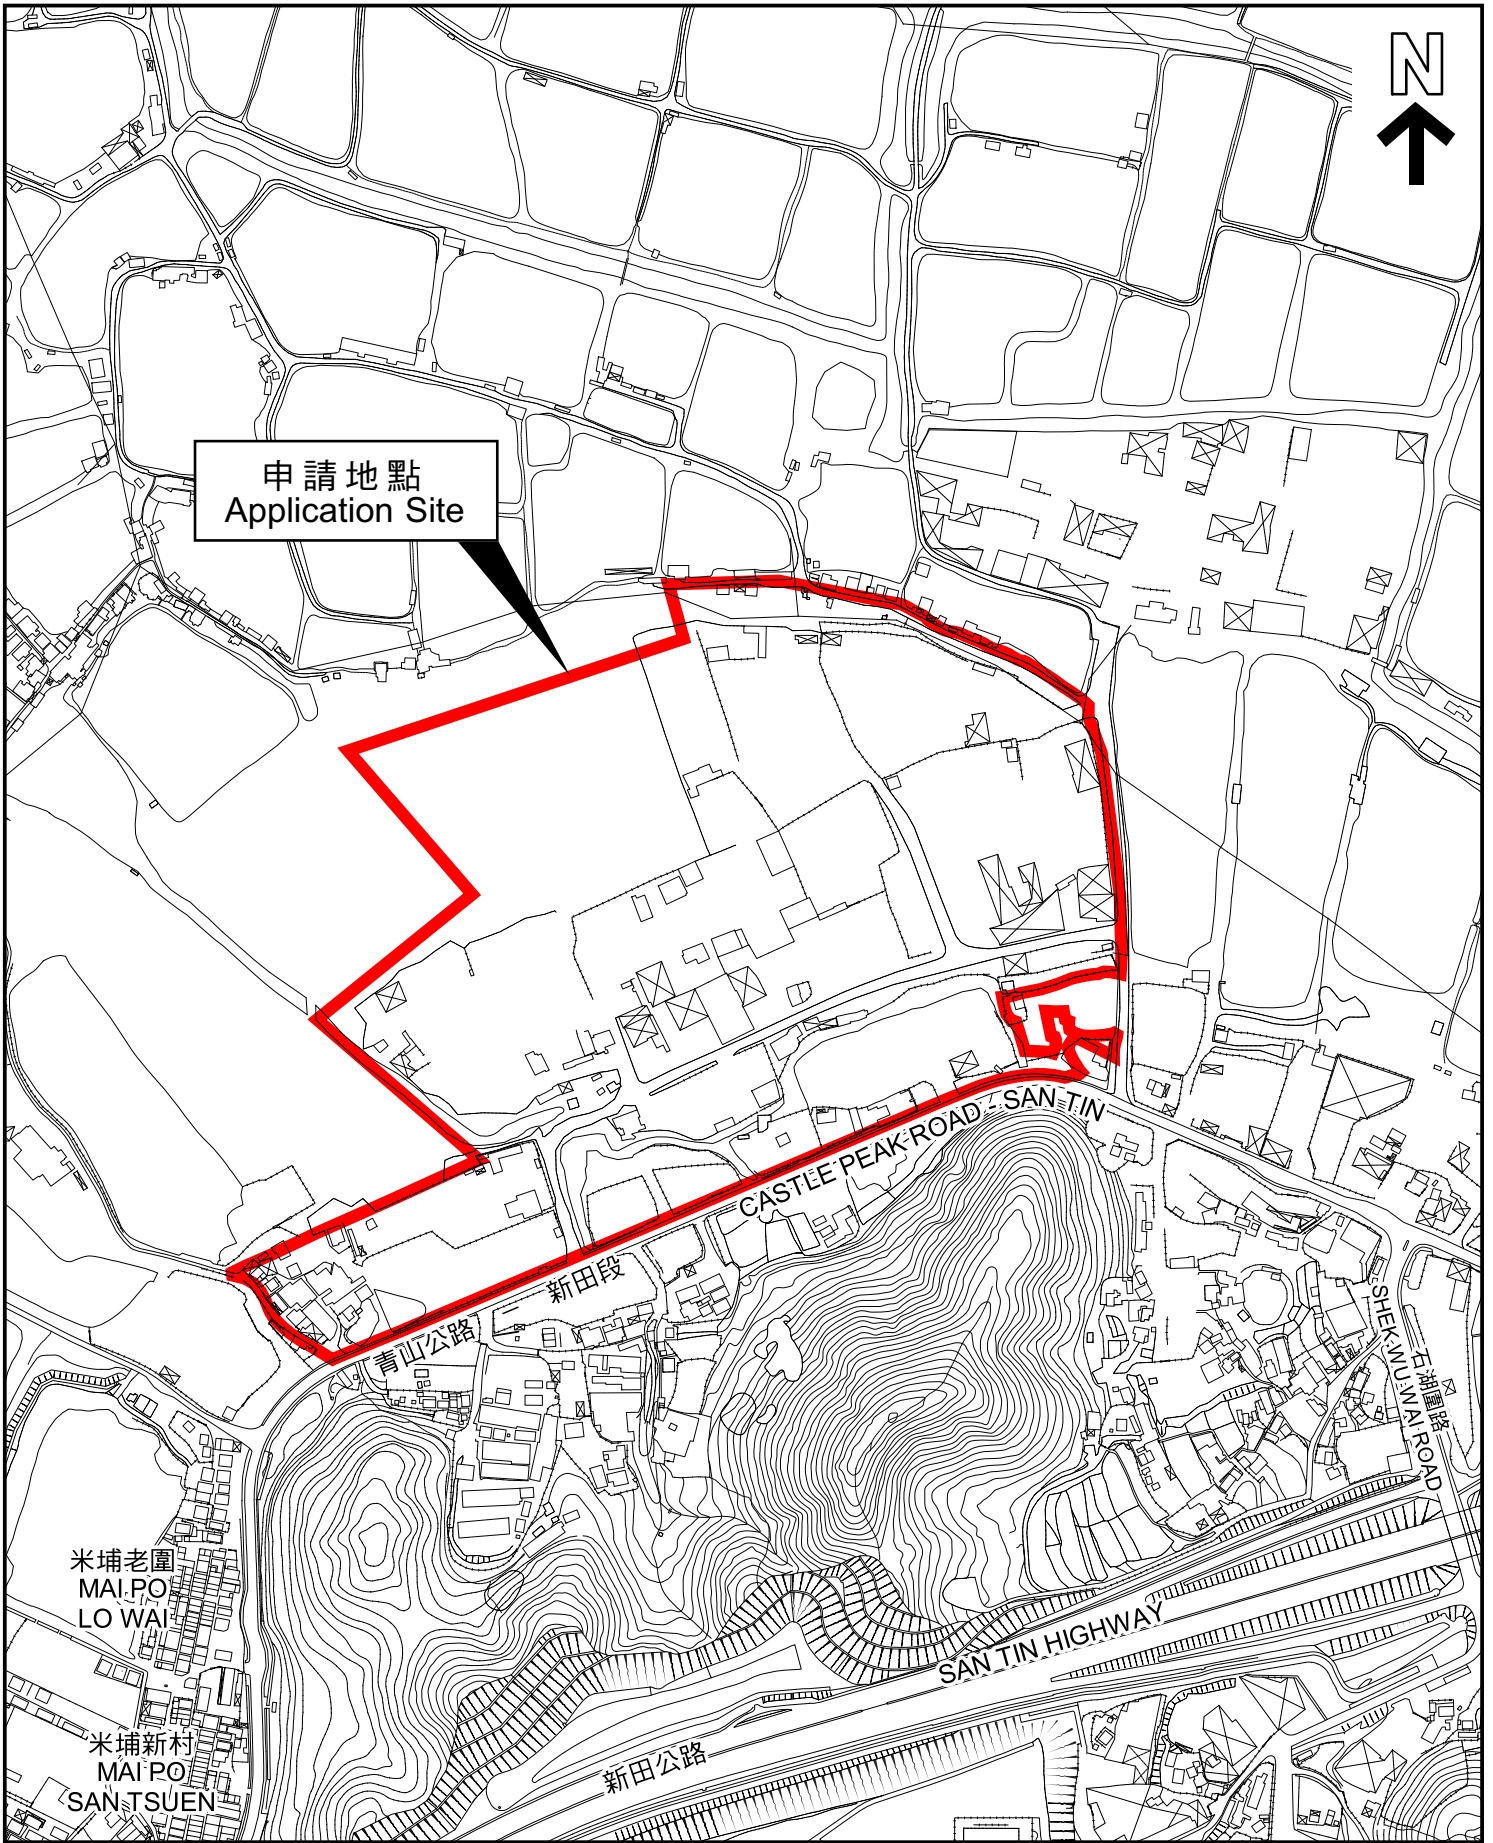 N
申請地點
Application Site
CASTLE PEAK ROAD - SAN TIN
青山公路
新田段
SHEK WU WAI ROAD
石湖圍路
米埔老圍
MAI PO
LO WAI
SAN TIN HIGHWAY
新田公路
米埔新村
MAI PO
SAN TSUEN